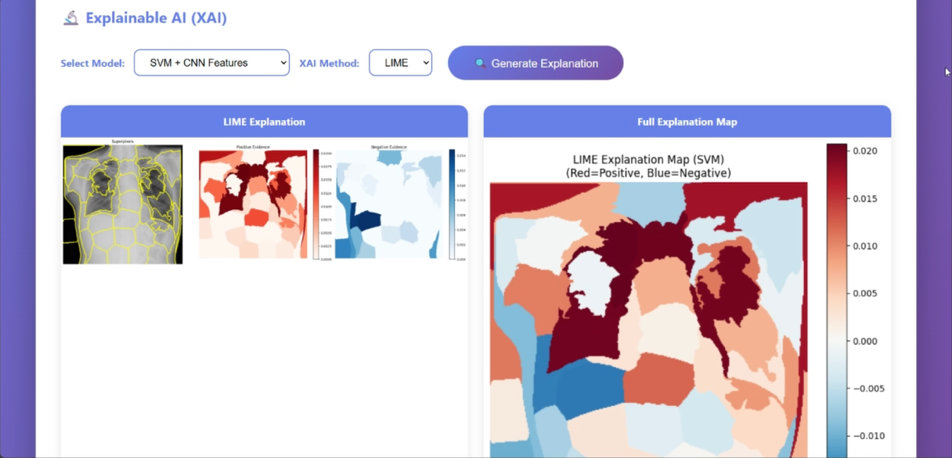 Explainable AI (XAI)
Select Model: SVM + CNN Features XAI Method: LIME Generate Explanation
LIME Explanation
Full Explanation Map
Superpixels
Positive Evidence
Negative Evidence
LIME Explanation Map (SVM)
(Red=Positive, Blue=Negative)
0.020
0.015
0.010
0.005
0.000
−0.005
−0.010